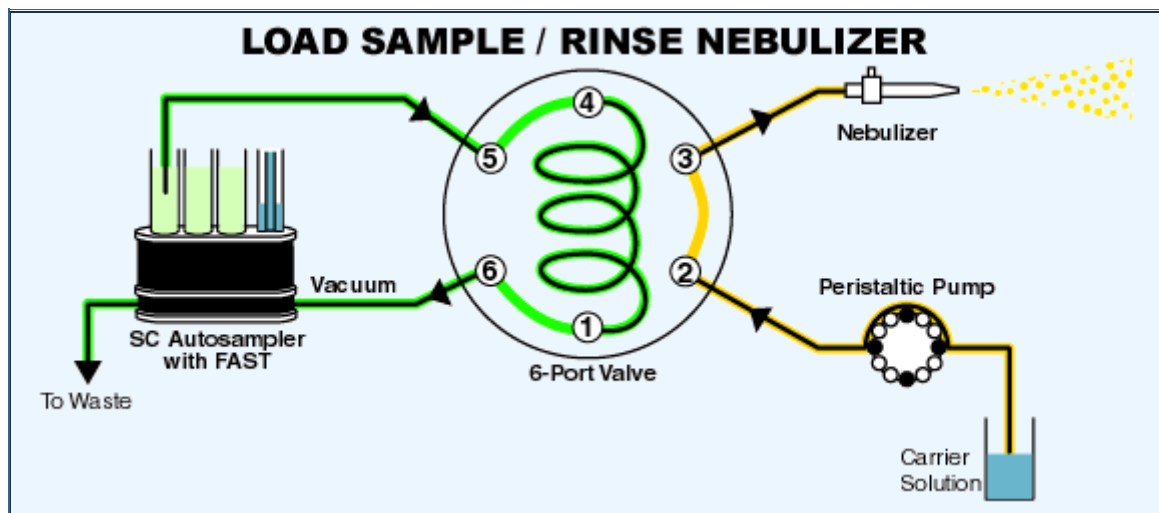 LOAD SAMPLE / RINSE NEBULIZER
4
5
3
Nebulizer
6
2
Vacuum
Peristaltic Pump
1
SC Autosampler
with FAST
6-Port Valve
To Waste
Carrier
Solution